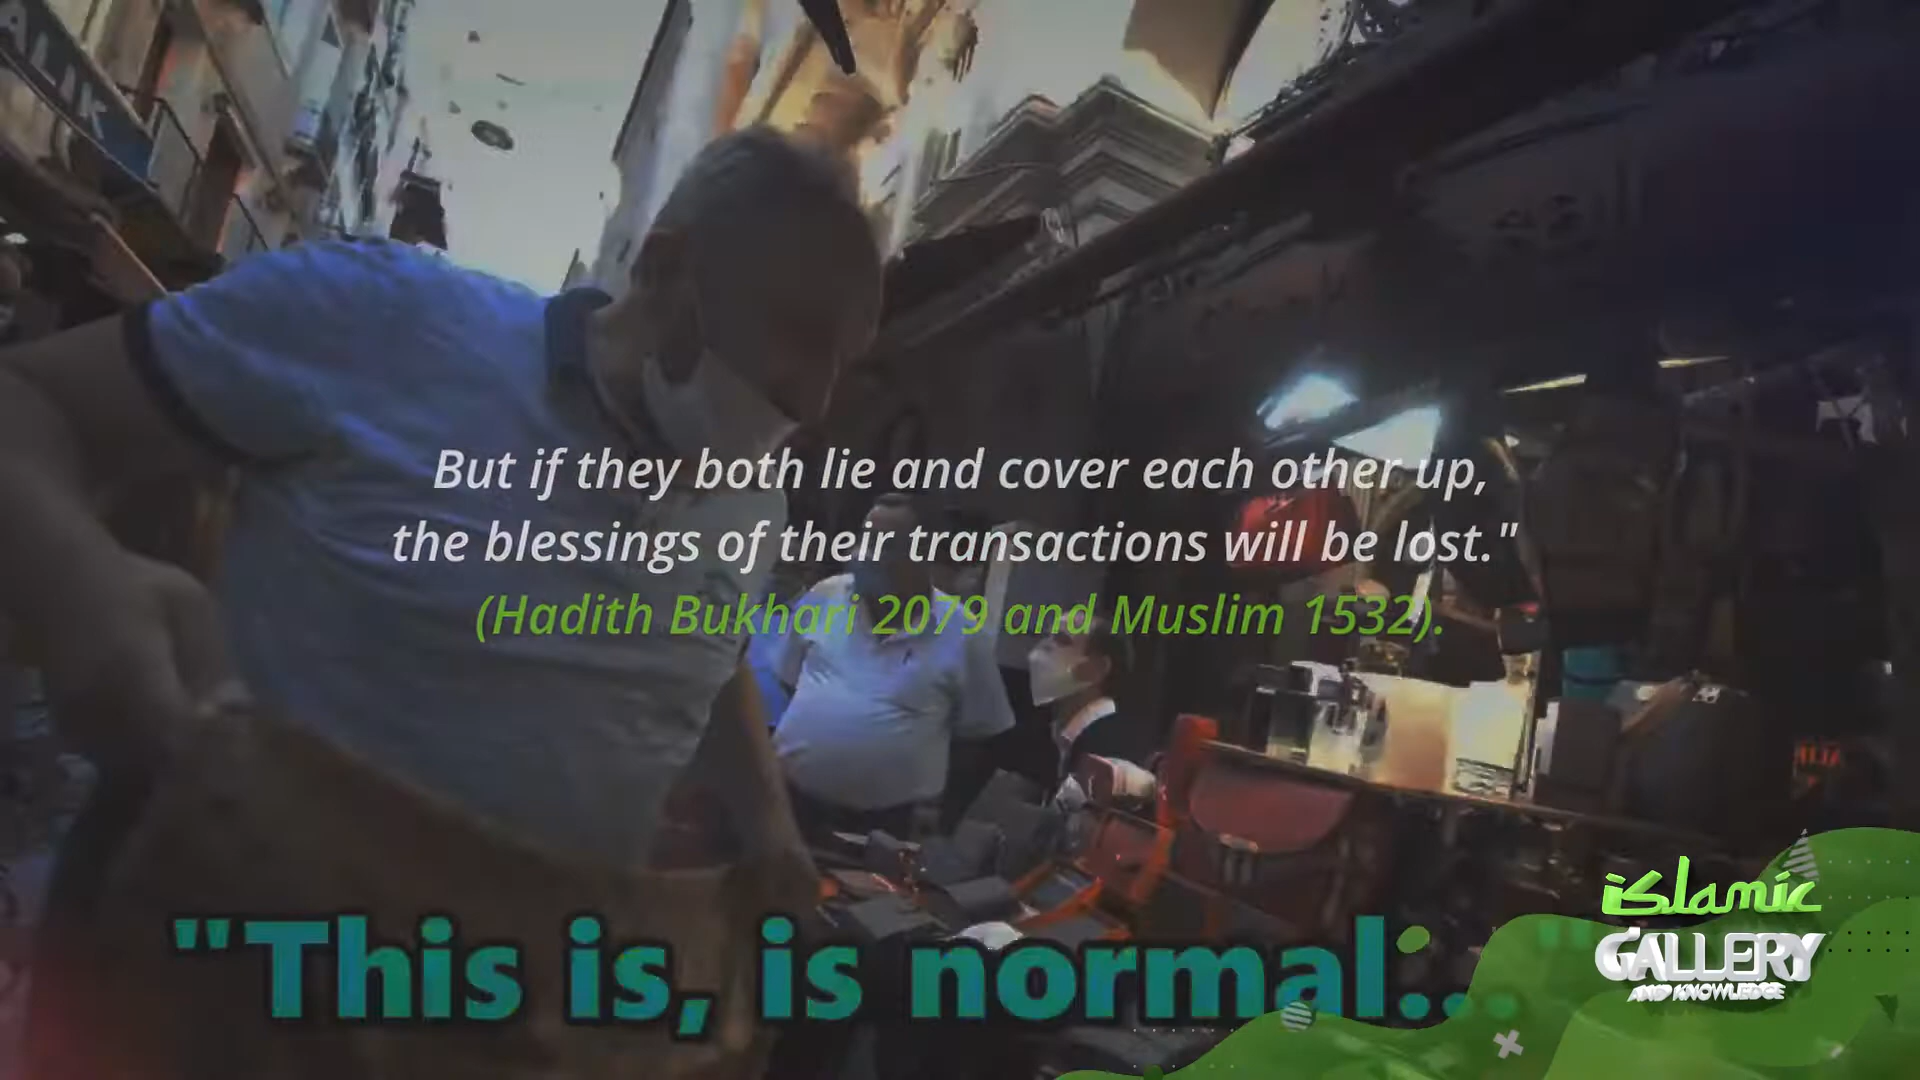 But if they both lie and cover each other up,
the blessings of their transactions will be lost."
(Hadith Bukhari 2079 and Muslim 1532).
"This is, is normal..."
islamic
GALLERY
AND KNOWLEDGE